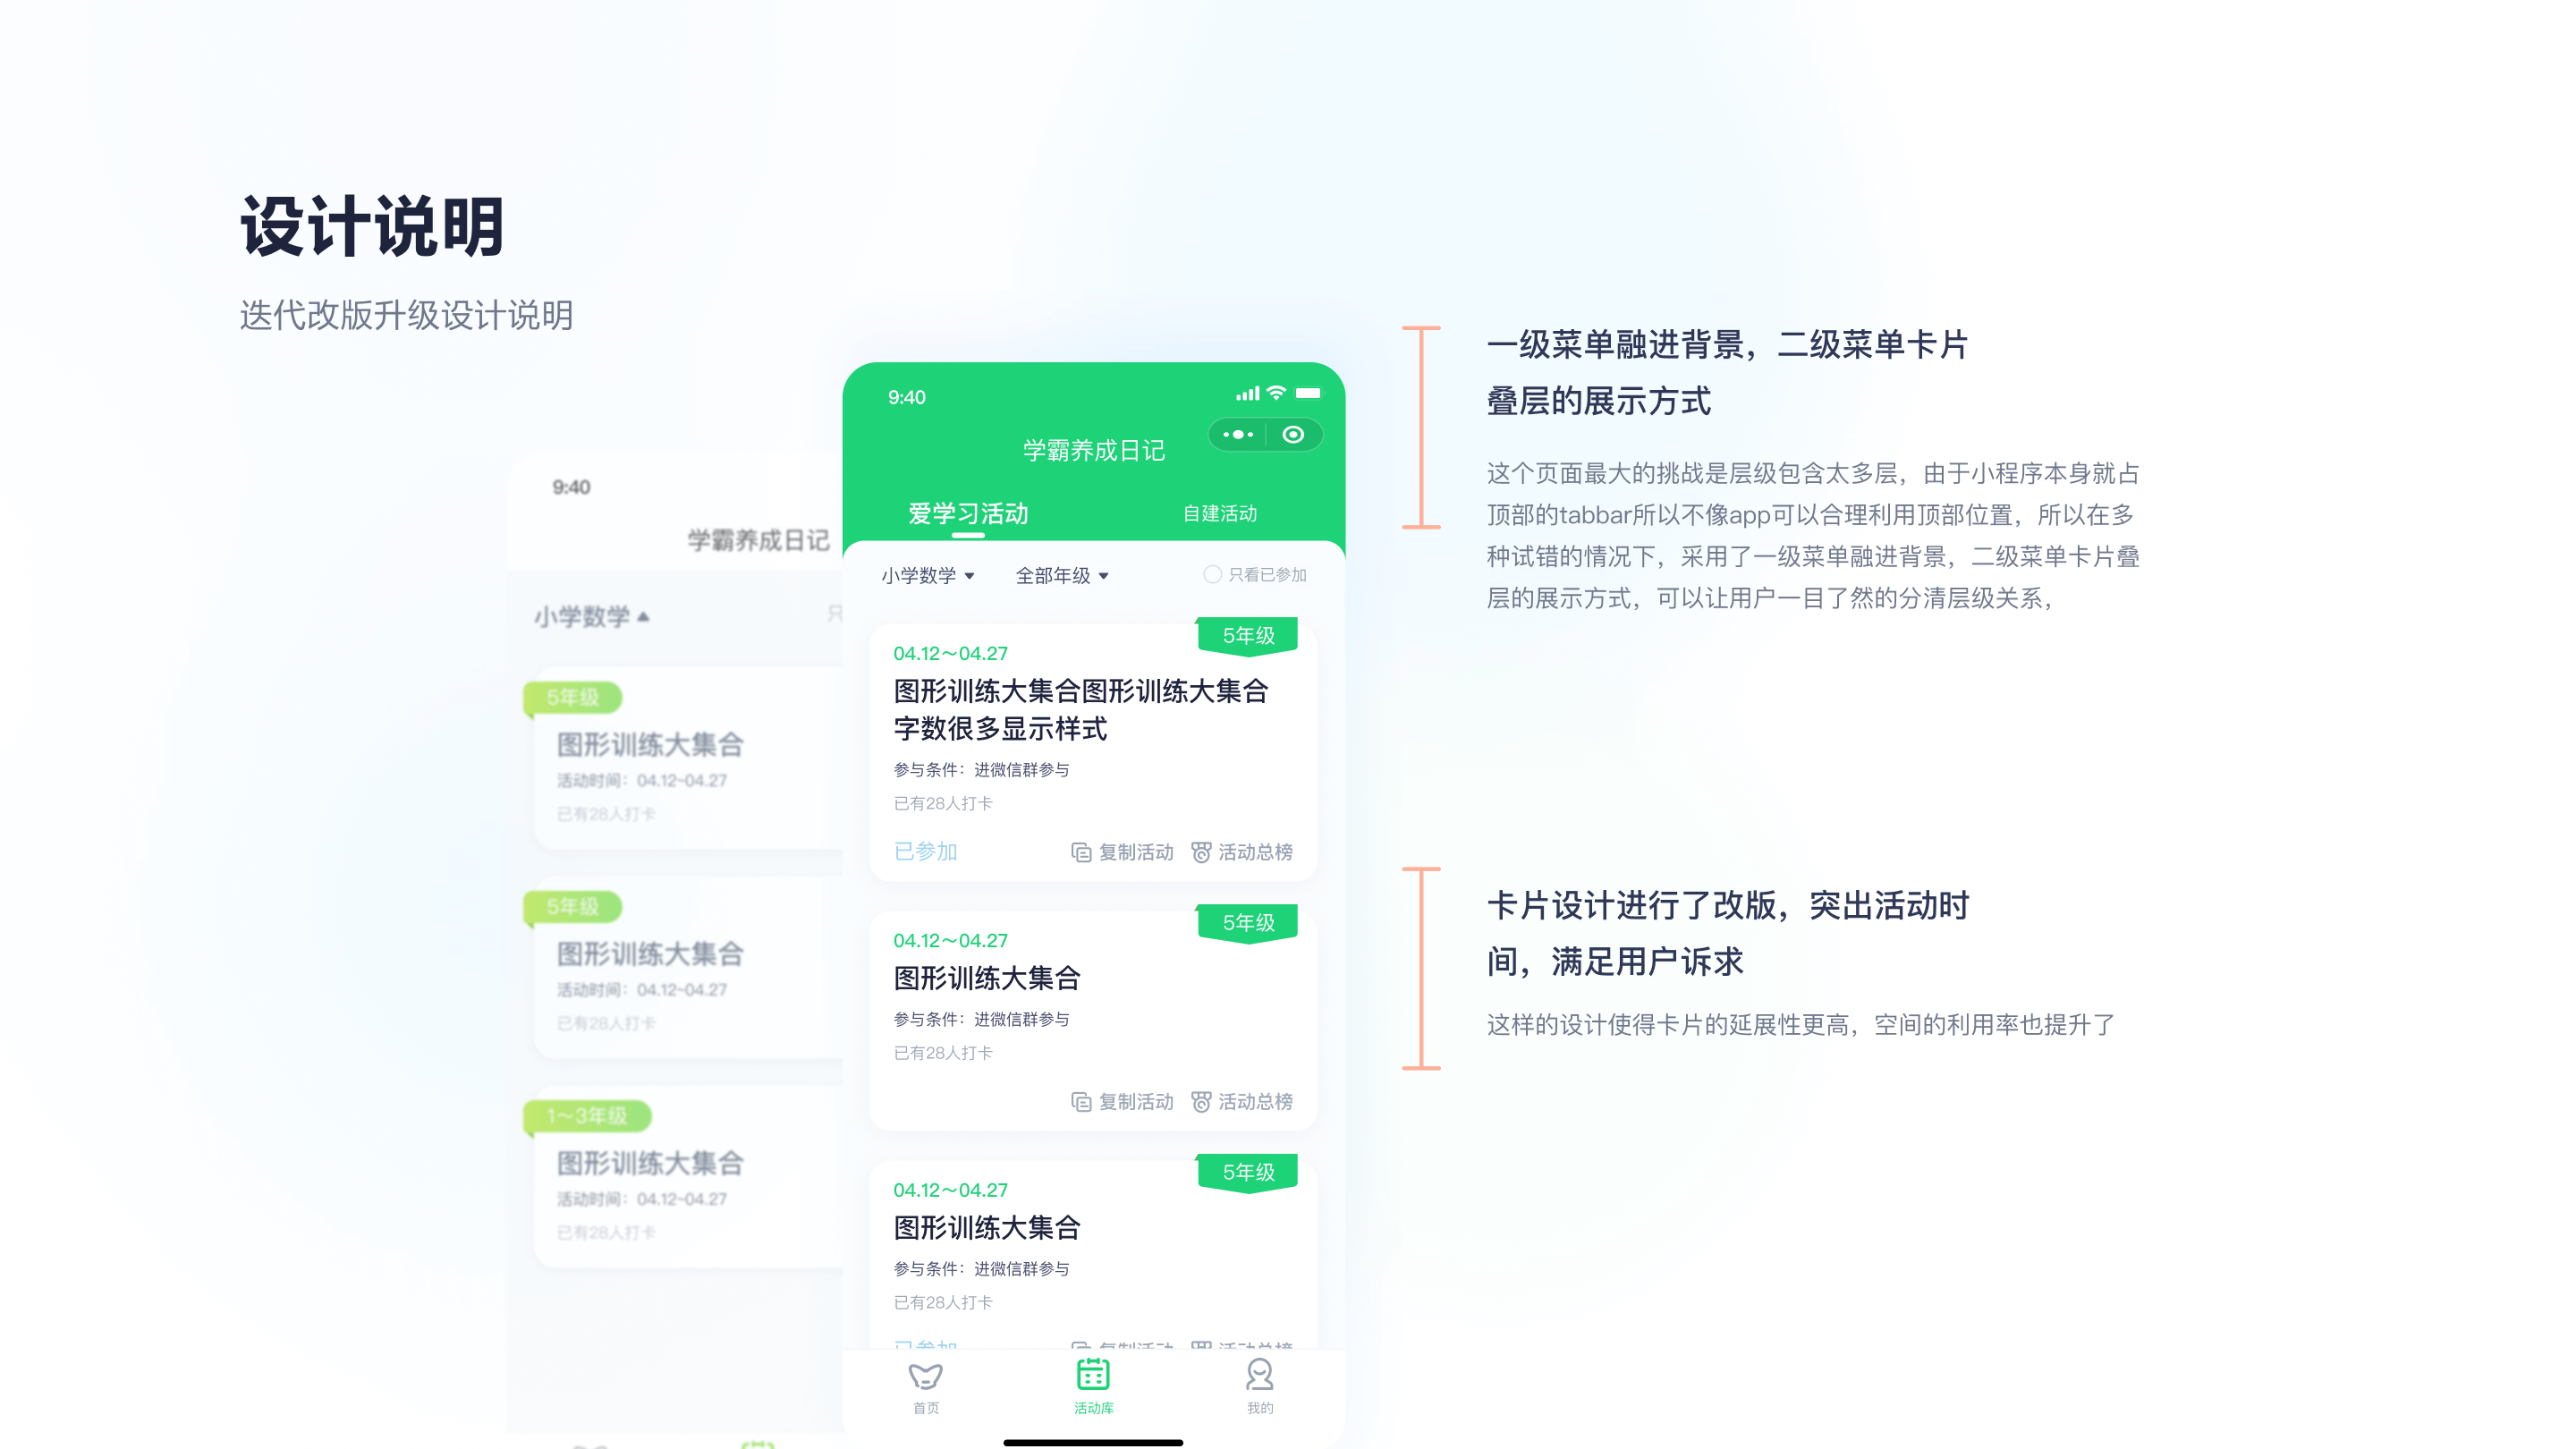 设计说明
迭代改版升级设计说明
9:40
学霸养成日记
小学数学
只
5年级
图形训练大集合
活动时间：04.12~04.27
已有28人打卡
5年级
图形训练大集合
活动时间：04.12~04.27
已有28人打卡
1～3年级
图形训练大集合
活动时间：04.12~04.27
已有28人打卡
9:40
学霸养成日记
爱学习活动 自建活动
小学数学 全部年级 只看已参加
5年级
04.12～04.27
图形训练大集合图形训练大集合
字数很多显示样式
参与条件：进微信群参与
已有28人打卡
已参加 复制活动 活动总榜
5年级
04.12～04.27
图形训练大集合
参与条件：进微信群参与
已有28人打卡
复制活动 活动总榜
5年级
04.12～04.27
图形训练大集合
参与条件：进微信群参与
已有28人打卡
已参加 复制活动 活动总榜
首页 活动库 我的
一级菜单融进背景，二级菜单卡片
叠层的展示方式
这个页面最大的挑战是层级包含太多层，由于小程序本身就占
顶部的tabbar所以不像app可以合理利用顶部位置，所以在多
种试错的情况下，采用了一级菜单融进背景，二级菜单卡片叠
层的展示方式，可以让用户一目了然的分清层级关系，
卡片设计进行了改版，突出活动时
间，满足用户诉求
这样的设计使得卡片的延展性更高，空间的利用率也提升了